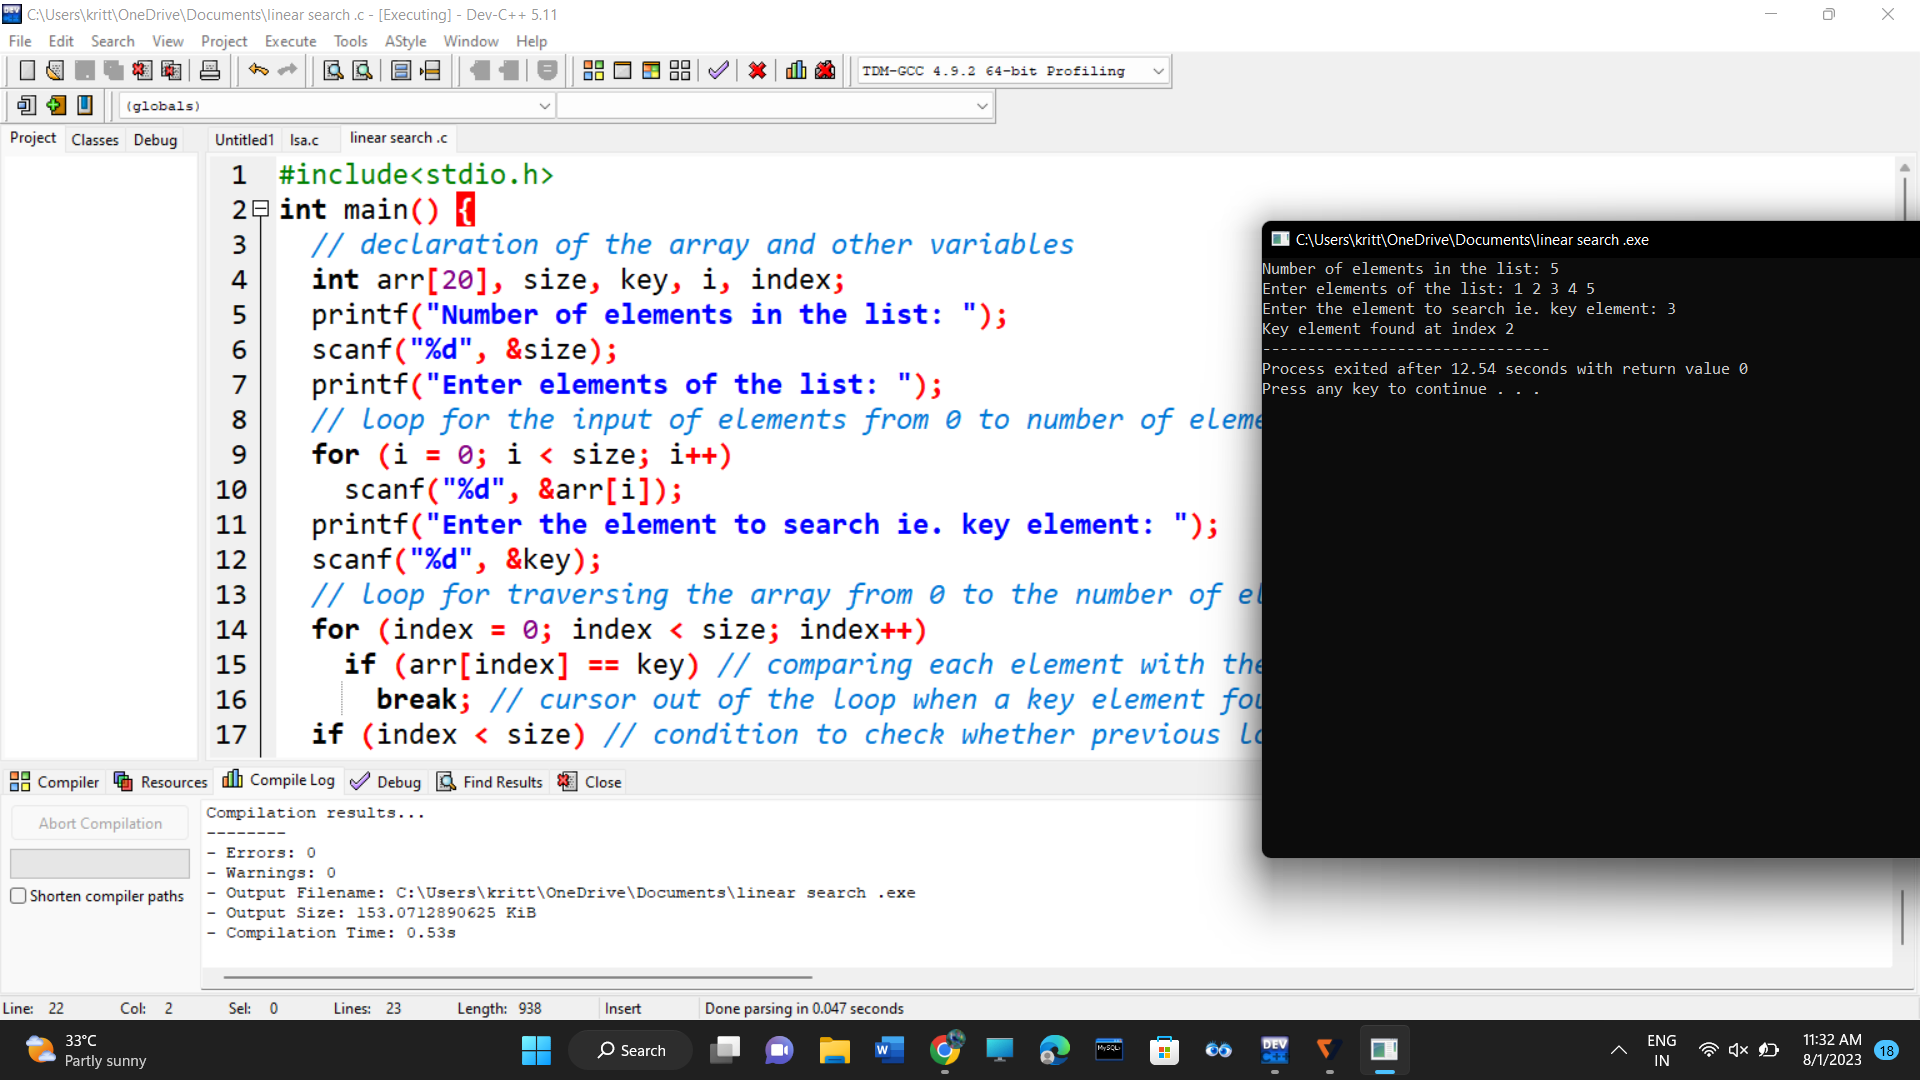 C:\Users\kritt\OneDrive\Documents\linear search .c - [Executing] - Dev-C++ 5.11
File Edit Search View Project Execute Tools AStyle Window Help
TDM-GCC 4.9.2 64-bit Profiling
(globals)
Project Classes Debug Untitled1 lsa.c linear search .c
1 #include<stdio.h>
2 int main() {
3 // declaration of the array and other variables
4 int arr[20], size, key, i, index;
5 printf("Number of elements in the list: ");
6 scanf("%d", &size);
7 printf("Enter elements of the list: ");
8 // loop for the input of elements from 0 to number of eleme
9 for (i = 0; i < size; i++)
10 scanf("%d", &arr[i]);
11 printf("Enter the element to search ie. key element: ");
12 scanf("%d", &key);
13 // loop for traversing the array from 0 to the number of el
14 for (index = 0; index < size; index++)
15 if (arr[index] == key) // comparing each element with the
16 break; // cursor out of the loop when a key element fou
17 if (index < size) // condition to check whether previous lo
C:\Users\kritt\OneDrive\Documents\linear search .exe
Number of elements in the list: 5
Enter elements of the list: 1 2 3 4 5
Enter the element to search ie. key element: 3
Key element found at index 2
--------------------------------
Process exited after 12.54 seconds with return value 0
Press any key to continue . . .
Compiler Resources Compile Log Debug Find Results Close
Abort Compilation
Shorten compiler paths
Compilation results...
--------
- Errors: 0
- Warnings: 0
- Output Filename: C:\Users\kritt\OneDrive\Documents\linear search .exe
- Output Size: 153.0712890625 KiB
- Compilation Time: 0.53s
Line: 22 Col: 2 Sel: 0 Lines: 23 Length: 938 Insert Done parsing in 0.047 seconds
33°C
Partly sunny
Search
ENG
IN
11:32 AM
8/1/2023
18